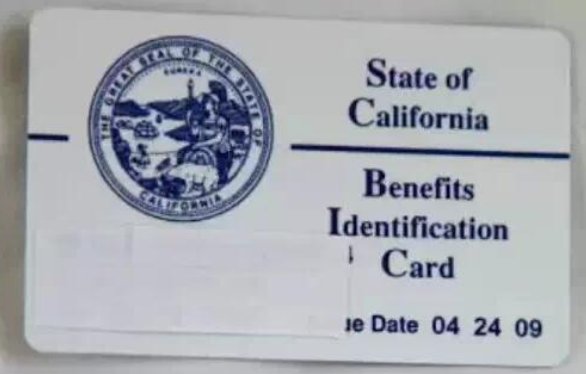 THE GREAT SEAL OF THE STATE OF CALIFORNIA
EUREKA
State of
California
Benefits
Identification
Card
ue Date 04 24 09